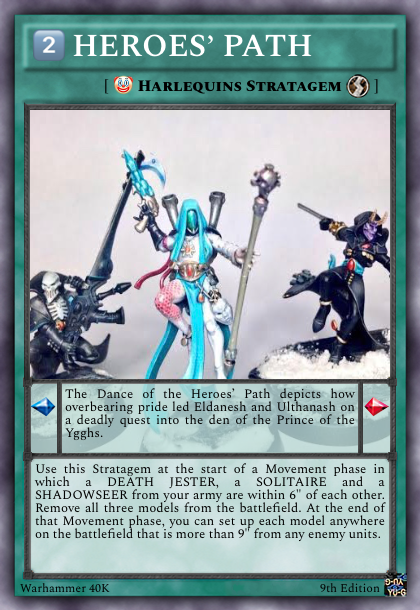 2 HEROES' PATH
[ HARLEQUINS STRATAGEM ]
The Dance of the Heroes' Path depicts how
overbearing pride led Eldanesh and Ulthanash on
a deadly quest into the den of the Prince of the
Ygghs.
Use this Stratagem at the start of a Movement phase in
which a DEATH JESTER, a SOLITAIRE and a
SHADOWSEER from your army are within 6" of each other.
Remove all three models from the battlefield. At the end of
that Movement phase, you can set up each model anywhere
on the battlefield that is more than 9" from any enemy units.
Warhammer 40K
9th Edition